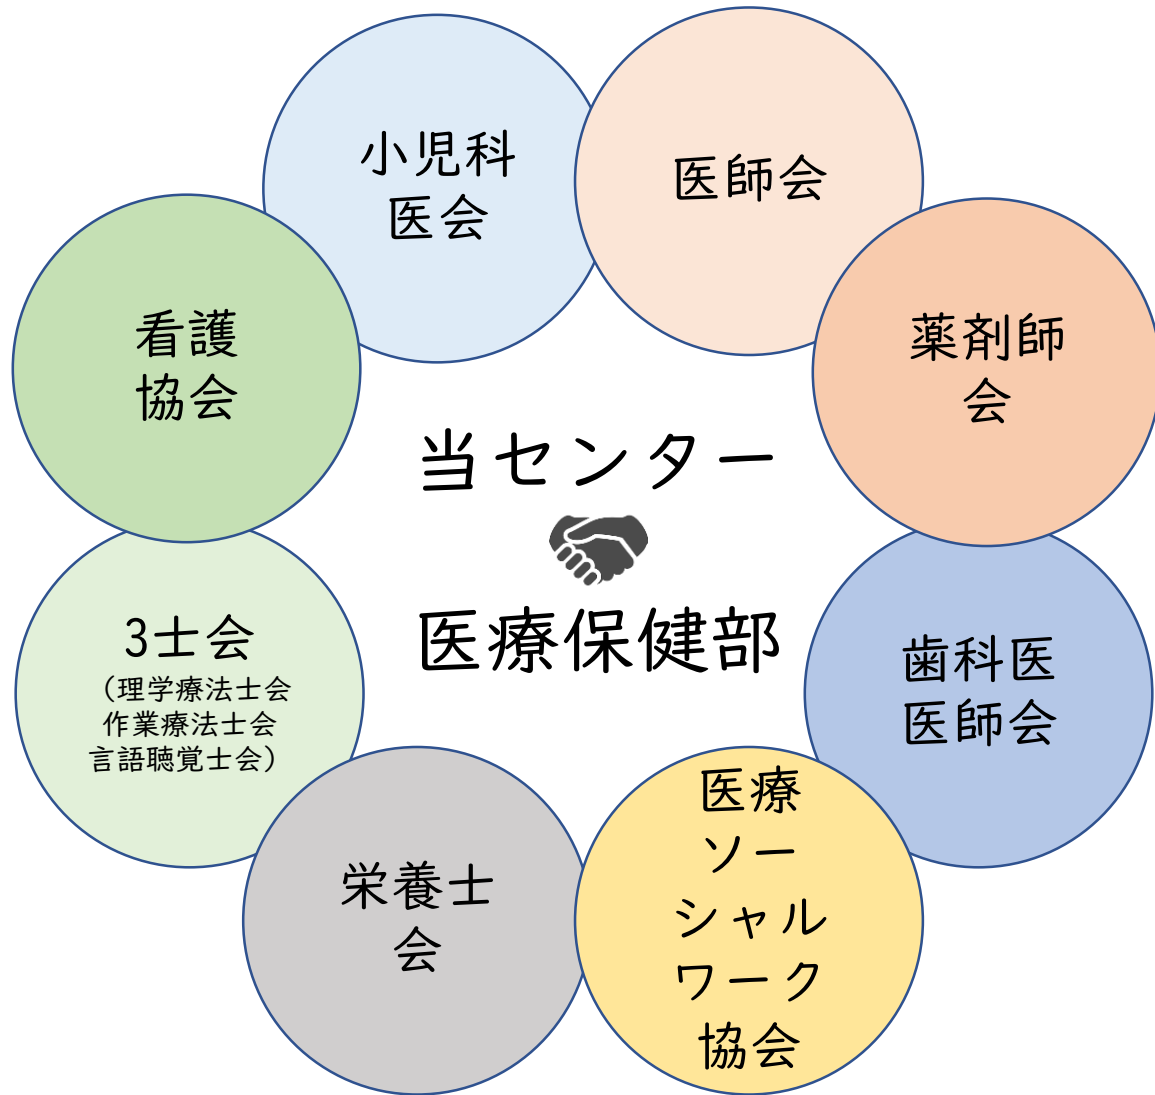 小児科
医会
医師会
薬剤師
会
歯科医
医師会
医療
ソー
シャル
ワーク
協会
栄養士
会
3士会
（理学療法士会
作業療法士会
言語聴覚士会）
看護
協会
当センター
医療保健部